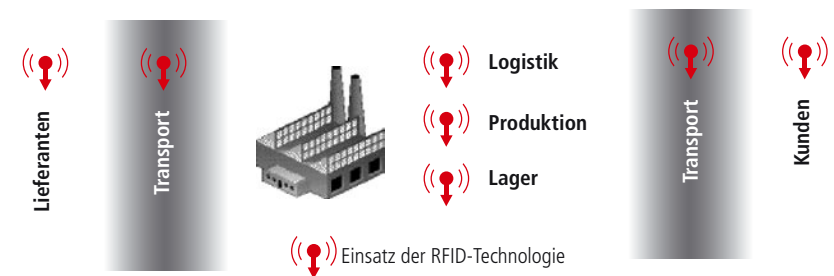 Lieferanten
Transport
Logistik
Produktion
Lager
Transport
Kunden
Einsatz der RFID-Technologie